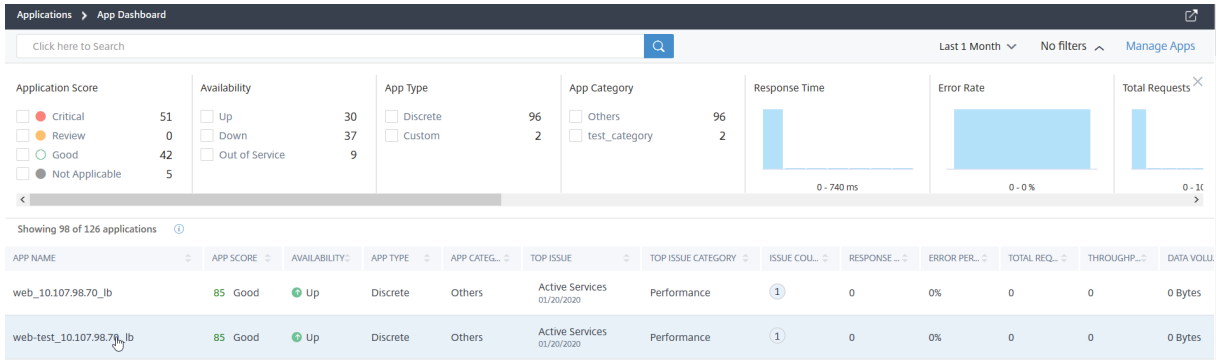 Applications > App Dashboard
Click here to Search
Last 1 Month
No filters
Manage Apps
Application Score
Critical 51
Review 0
Good 42
Not Applicable 5
Availability
Up 30
Down 37
Out of Service 9
App Type
Discrete 96
Custom 2
App Category
Others 96
test_category 2
Response Time
0 - 740 ms
Error Rate
0 - 0 %
Total Requests
0 - 10
Showing 98 of 126 applications
APP NAME APP SCORE AVAILABILITY APP TYPE APP CATEG... TOP ISSUE TOP ISSUE CATEGORY ISSUE COU... RESPONSE ... ERROR PER... TOTAL REQ... THROUGHP... DATA VOLU
web_10.107.98.70_lb 85 Good Up Discrete Others Active Services Performance 1 0 0% 0 0 0 Bytes
01/20/2020
web-test_10.107.98.70_lb 85 Good Up Discrete Others Active Services Performance 1 0 0% 0 0 0 Bytes
01/20/2020